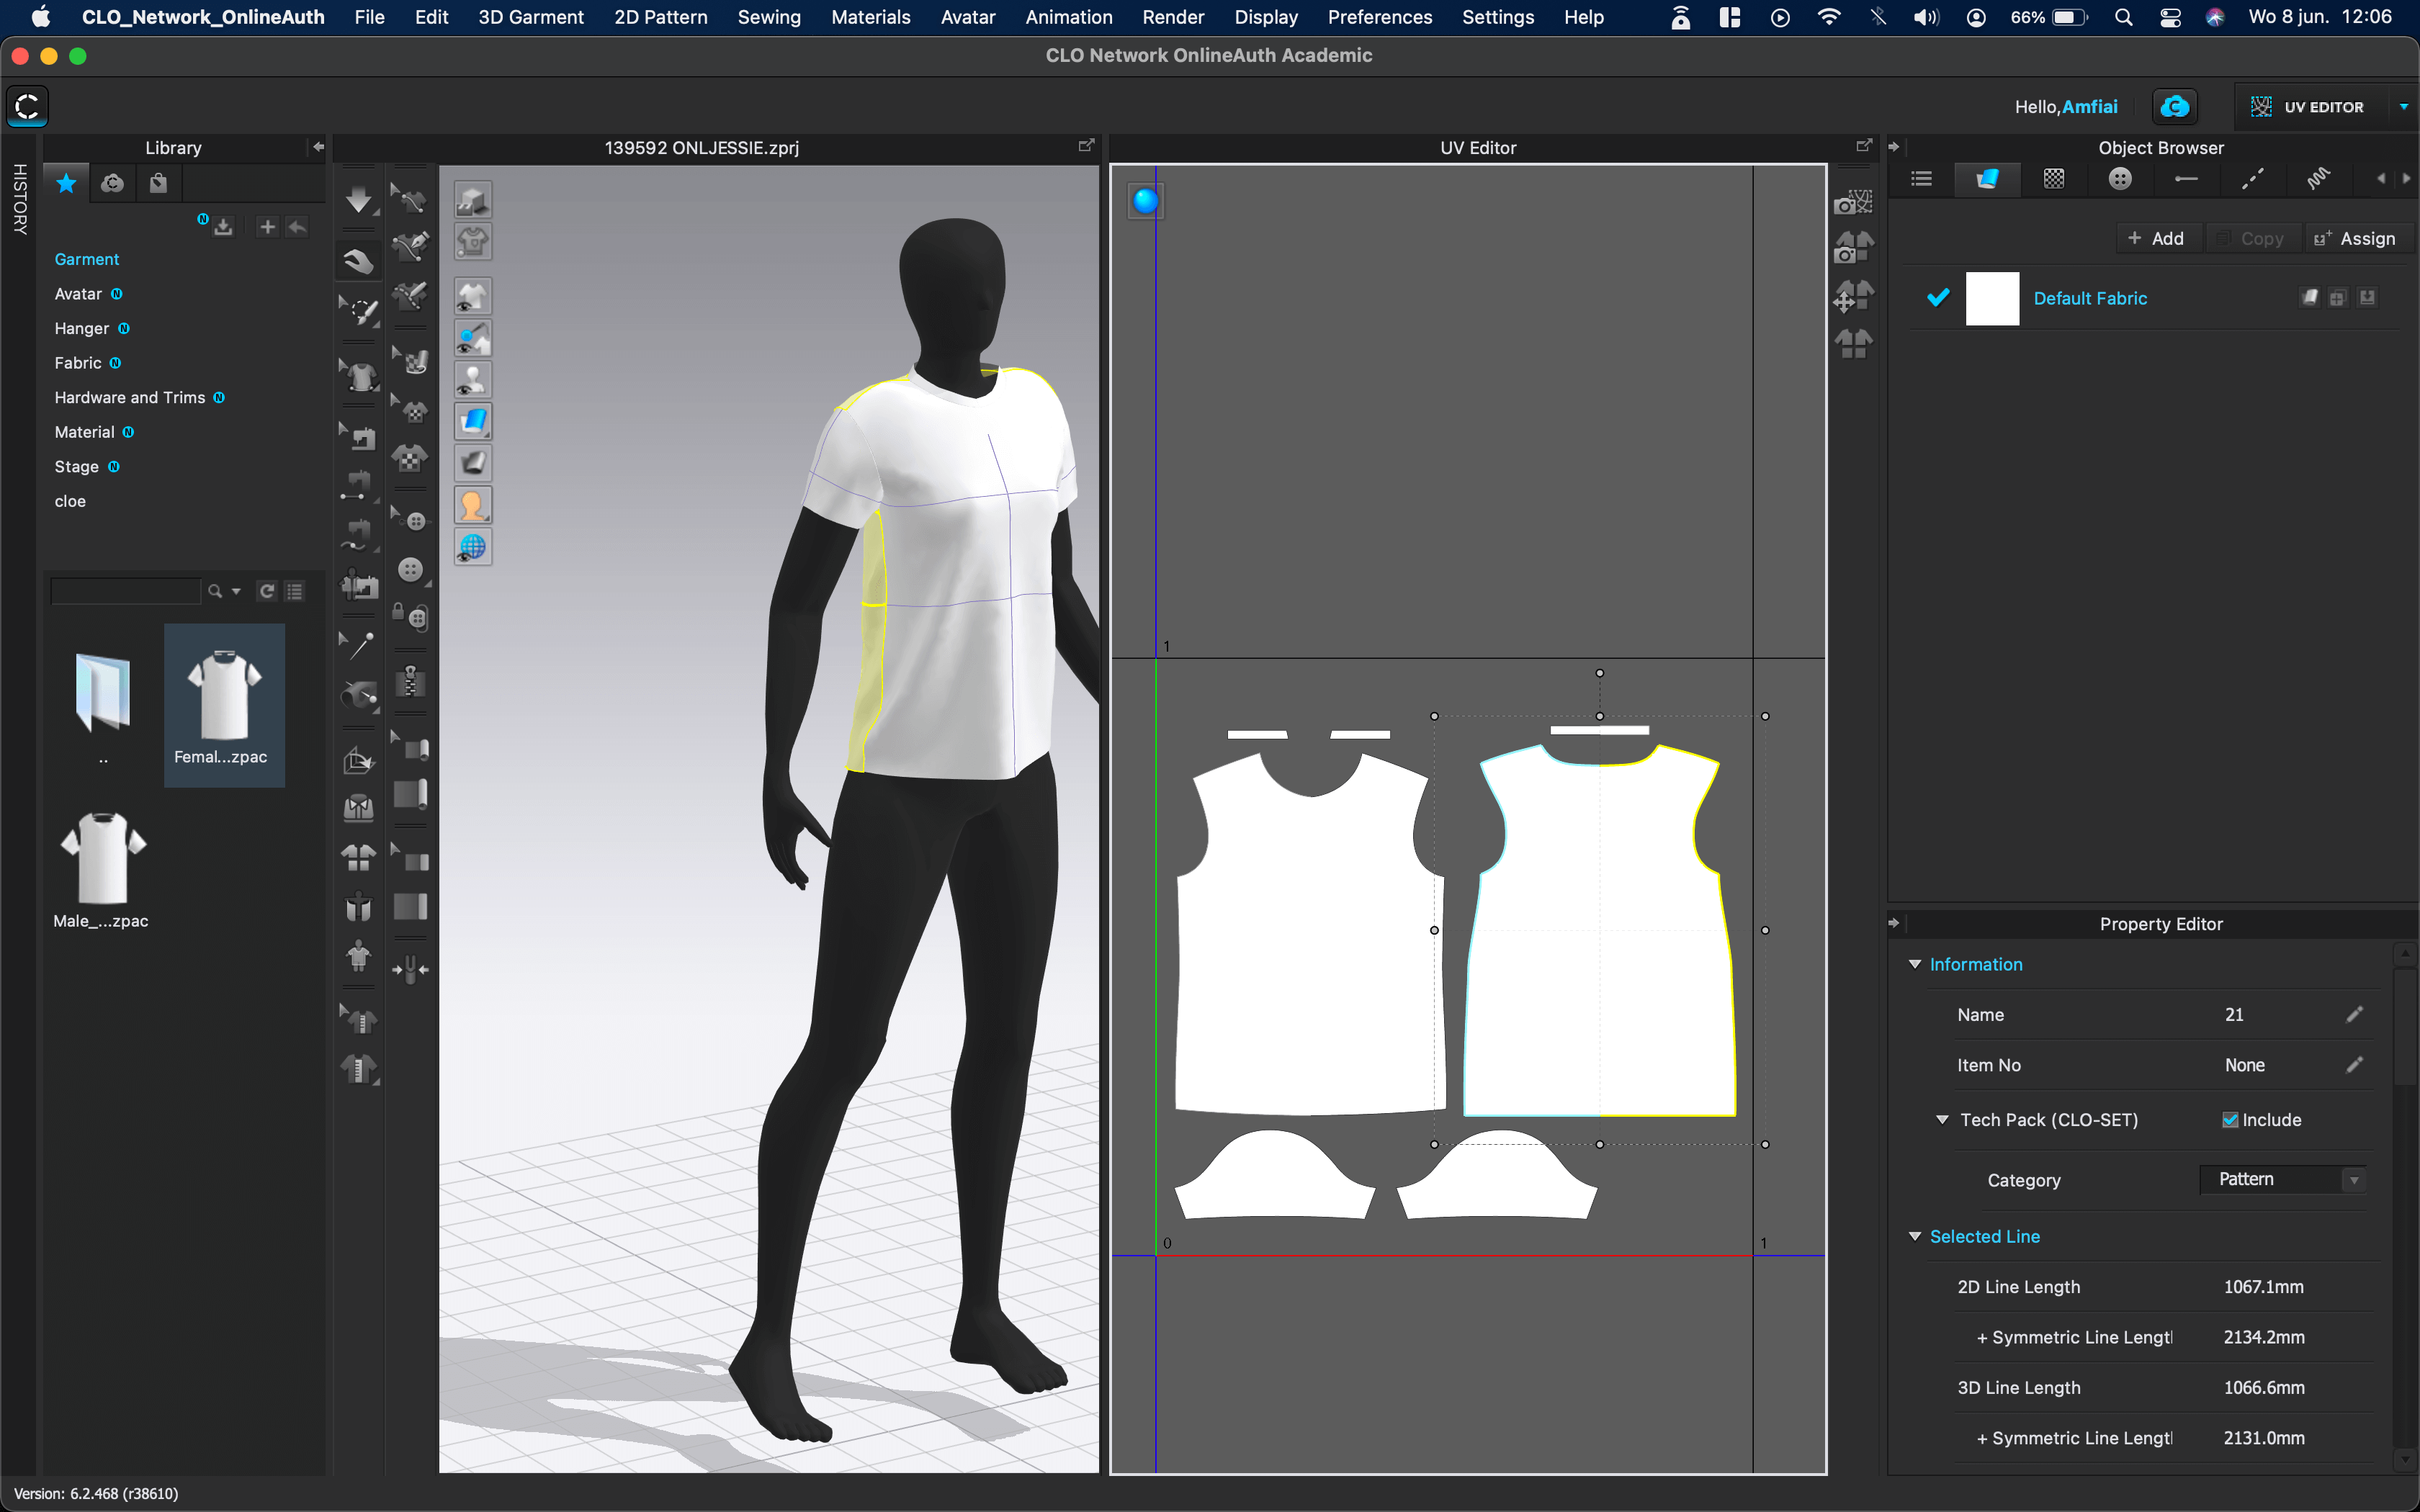 CLO_Network_OnlineAuth File Edit 3D Garment 2D Pattern Sewing Materials Avatar Animation Render Display Preferences Settings Help 66% Wo 8 jun. 12:06
CLO Network OnlineAuth Academic
Hello, Amfiai
UV EDITOR
HISTORY
Library
139592 ONLJESSIE.zprj
UV Editor
Object Browser
+ Add
Copy
Assign
Default Fabric
Garment
Avatar N
Hanger N
Fabric N
Hardware and Trims N
Material N
Stage N
cloe
..
Femal...zpac
Male_...zpac
1
0
1
Property Editor
Information
Name 21
Item No None
Tech Pack (CLO-SET) Include
Category Pattern
Selected Line
2D Line Length 1067.1mm
+ Symmetric Line Lengtl 2134.2mm
3D Line Length 1066.6mm
+ Symmetric Line Lengtl 2131.0mm
Version: 6.2.468 (r38610)